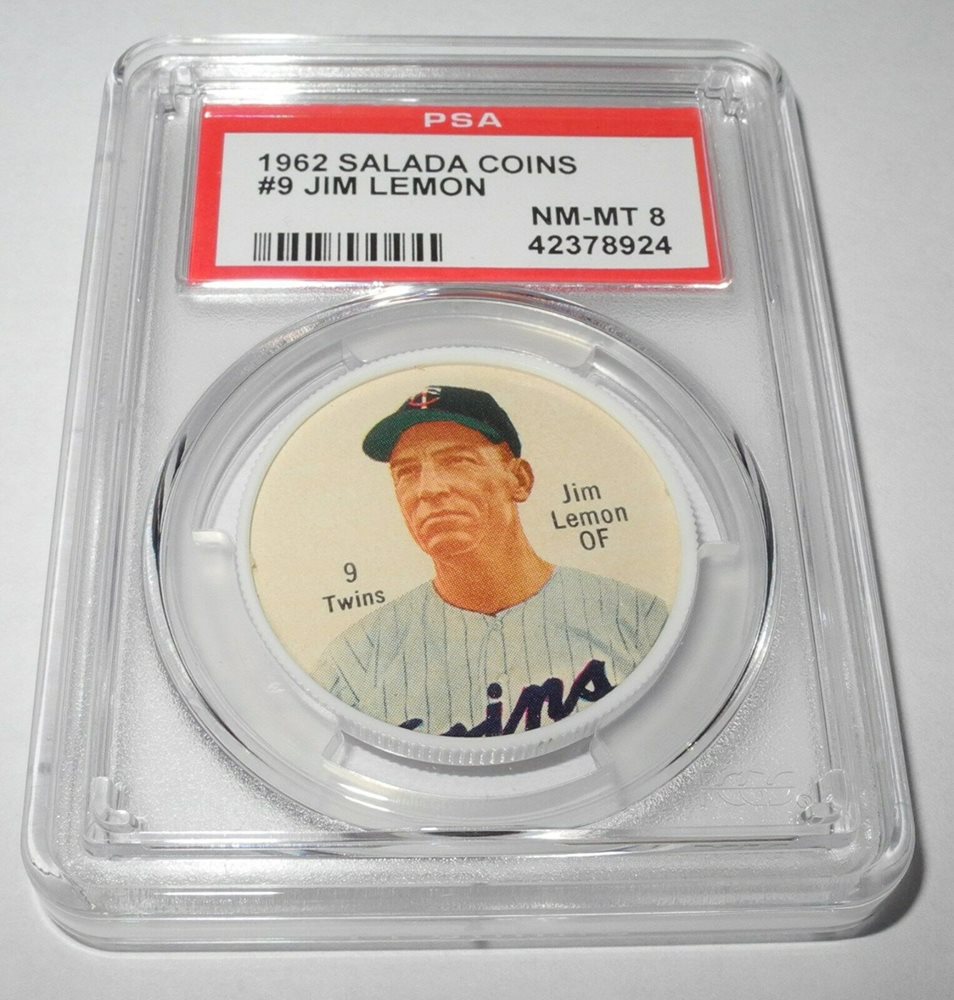 PSA
1962 SALADA COINS
#9 JIM LEMON
NM-MT 8
42378924
Jim
Lemon
OF
9
Twins
Twins